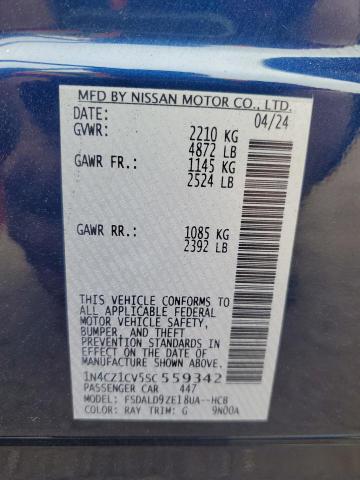 MFD BY NISSAN MOTOR CO., LTD.
DATE: 04/24
GVWR: 2210 KG
4872 LB
GAWR FR.: 1145 KG
2524 LB
GAWR RR.: 1085 KG
2392 LB
THIS VEHICLE CONFORMS TO
ALL APPLICABLE FEDERAL
MOTOR VEHICLE SAFETY,
BUMPER, AND THEFT
PREVENTION STANDARDS IN
EFFECT ON THE DATE OF
MANUFACTURE SHOWN ABOVE.
1N4CZ1CV5SC559342
PASSENGER CAR 447
MODEL: FSDALD9ZE18UA--HCB
COLOR: RAY TRIM: G 9N00A